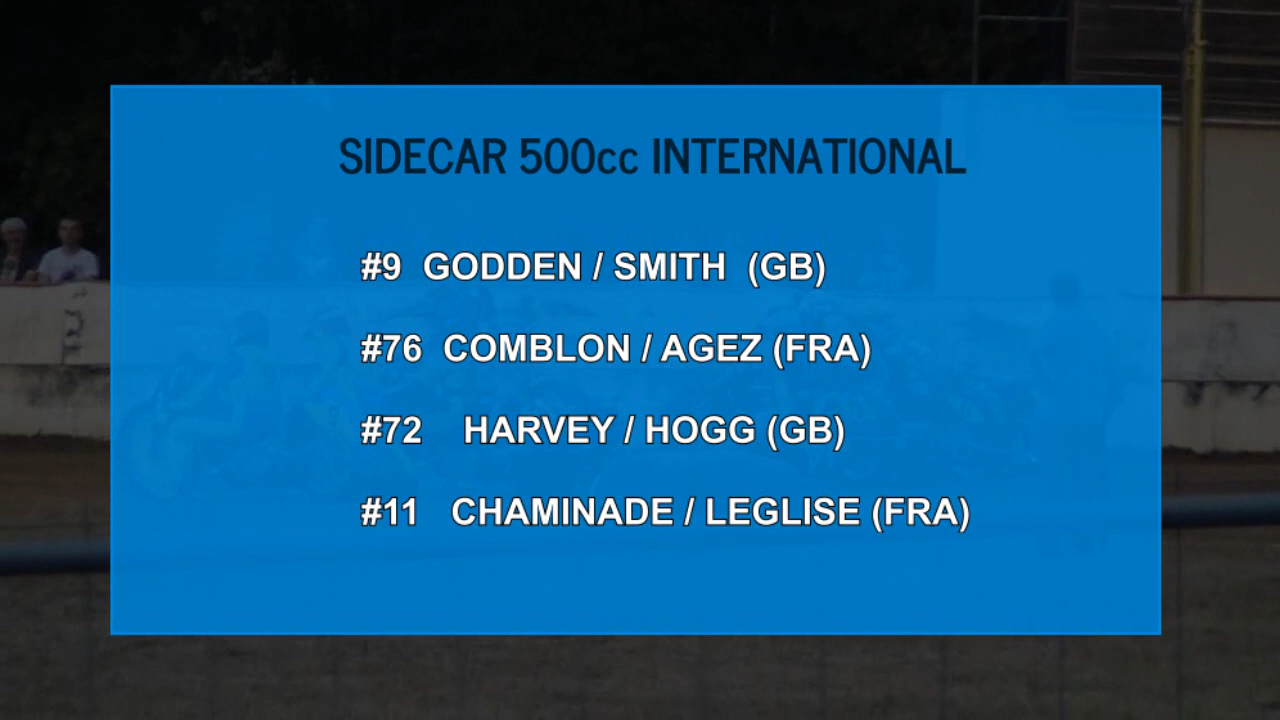 SIDECAR 500cc INTERNATIONAL
#9 GODDEN / SMITH (GB)
#76 COMBLON / AGEZ (FRA)
#72 HARVEY / HOGG (GB)
#11 CHAMINADE / LEGLISE (FRA)